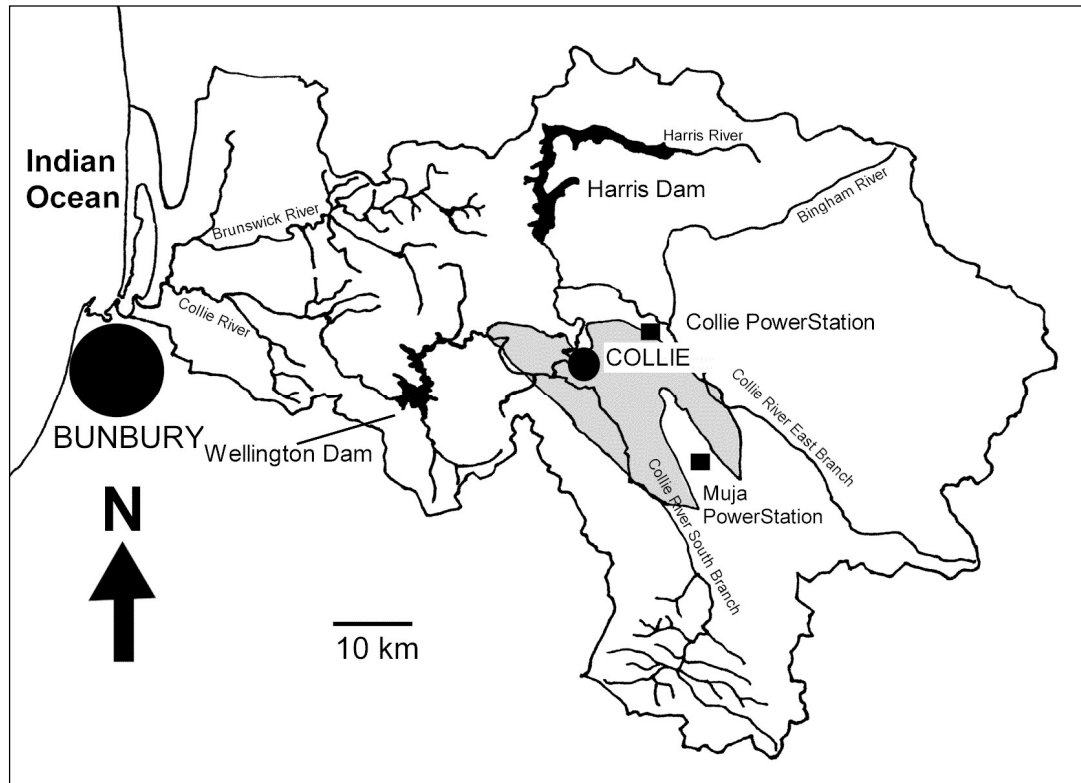 Harris River
Indian
Ocean
Harris Dam
Bingham River
Brunswick River
Collie River
Collie PowerStation
COLLIE
BUNBURY
Wellington Dam
Collie River East Branch
Muja
PowerStation
Collie River South Branch
N
10 km